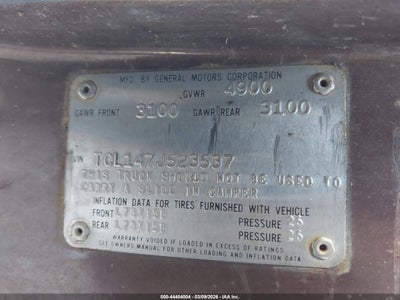 MFD BY GENERAL MOTORS CORPORATION
GVWR 4900
GAWR FRONT 3100 GAWR REAR 3100
VIN TCL147J523537
THIS TRUCK SHOULD NOT BE USED TO
CARRY A SLIDE IN CAMPER
INFLATION DATA FOR TIRES FURNISHED WITH VEHICLE
FRONT PRESSURE
REAR PRESSURE
WARRANTY VOIDED IF LOADED IN EXCESS OF RATINGS
SEE OWNERS MANUAL FOR OTHER LOADING AND INFLATION DATA
000-44484004 | 03/09/2026 | IAA Inc.